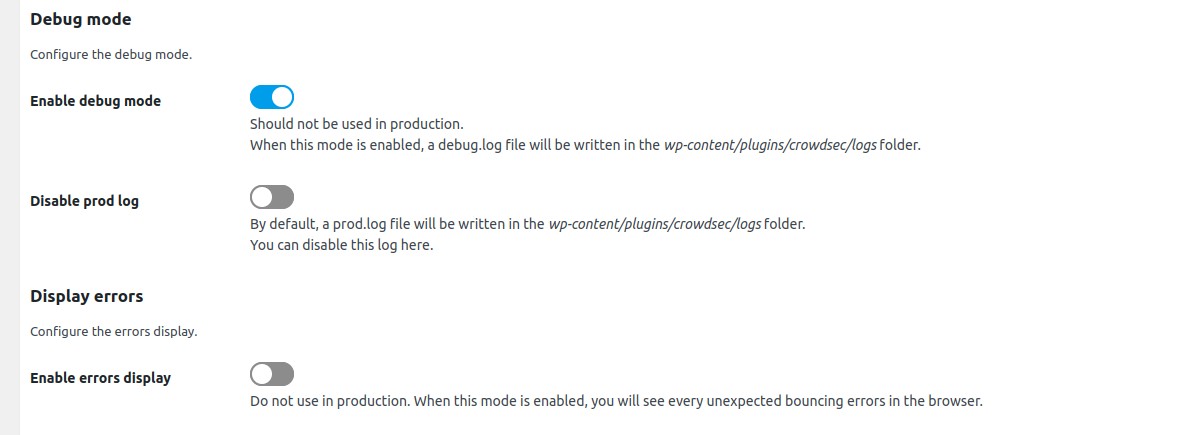 Debug mode
Configure the debug mode.
Enable debug mode
Should not be used in production.
When this mode is enabled, a debug.log file will be written in the wp-content/plugins/crowdsec/logs folder.
Disable prod log
By default, a prod.log file will be written in the wp-content/plugins/crowdsec/logs folder.
You can disable this log here.
Display errors
Configure the errors display.
Enable errors display
Do not use in production. When this mode is enabled, you will see every unexpected bouncing errors in the browser.